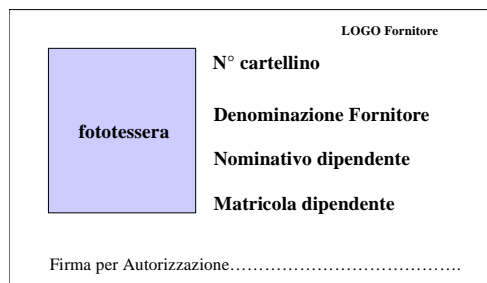 LOGO Fornitore
N° cartellino
Denominazione Fornitore
fototessera
Nominativo dipendente
Matricola dipendente
Firma per Autorizzazione………………………………….